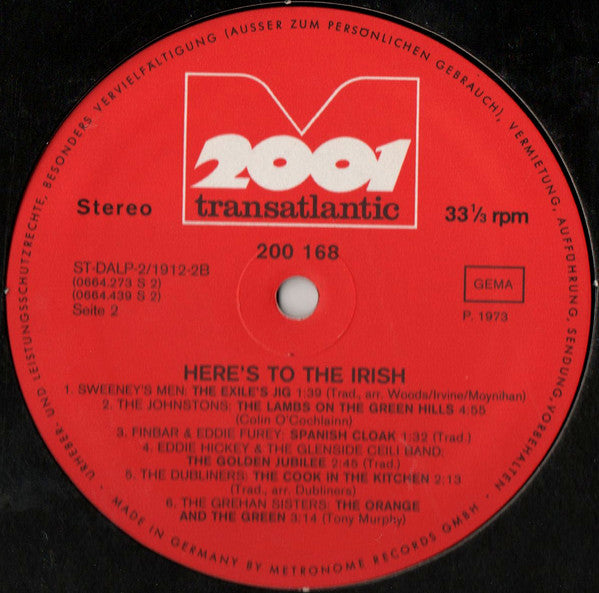 URHEBER- UND LEISTUNGSSCHUTZRECHTE, BESONDERS VERVIELFÄLTIGUNG (AUSSER ZUM PERSÖNLICHEN GEBRAUCH), VERMIETUNG, AUFFÜHRUNG, SENDUNG VORBEHALTEN
2001
transatlantic
Stereo
33 ⅓ rpm
200 168
ST-DALP-2/1912-2B
(0664.273 S 2)
(0664.439 S 2)
Seite 2
GEMA
P. 1973
HERE'S TO THE IRISH
1. SWEENEY'S MEN: THE EXILE'S JIG 1:39 (Trad., arr. Woods/Irvine/Moynihan)
2. THE JOHNSTONS: THE LAMBS ON THE GREEN HILLS 4:55
(Colin O'Cochlainn)
3. FINBAR & EDDIE FUREY: SPANISH CLOAK 1:32 (Trad.)
4. EDDIE HICKEY & THE GLENSIDE CEILI BAND:
THE GOLDEN JUBILEE 2:45 (Trad.)
5. THE DUBLINERS: THE COOK IN THE KITCHEN 2:13
(Trad., arr. Dubliners)
6. THE GREHAN SISTERS: THE ORANGE
AND THE GREEN 3:14 (Tony Murphy)
• MADE IN GERMANY BY METRONOME RECORDS GMBH •